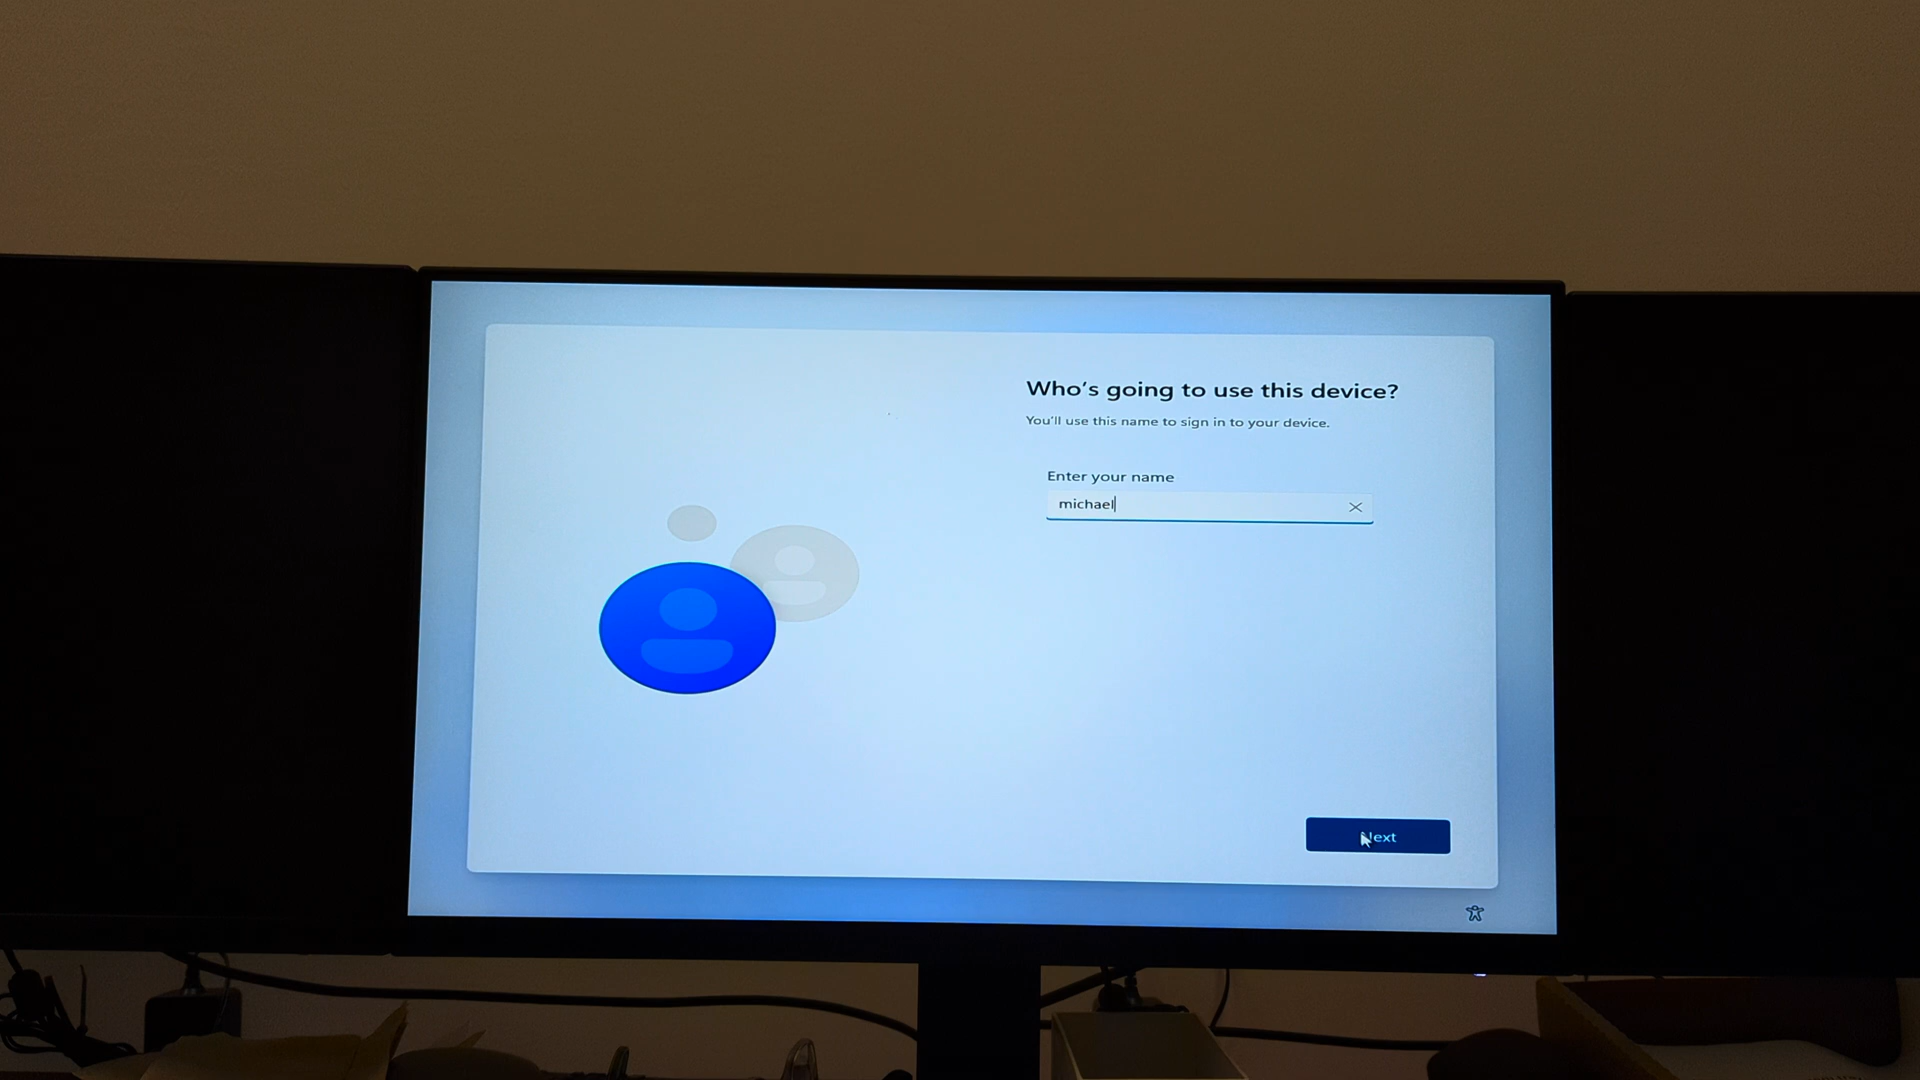 Who's going to use this device?
You'll use this name to sign in to your device.
Enter your name
michael
Next